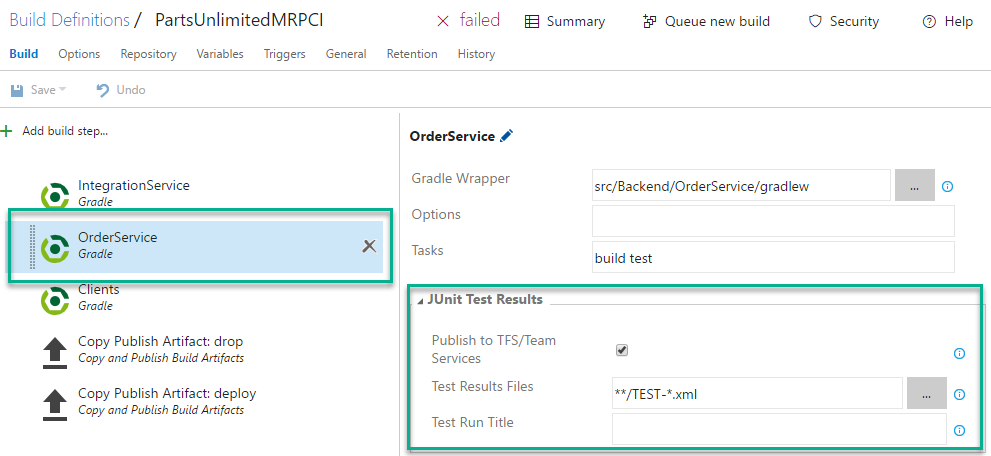 Build Definitions / PartsUnlimitedMRPCI
failed
Summary
Queue new build
Security
Help
Build
Options
Repository
Variables
Triggers
General
Retention
History
Save
Undo
Add build step...
IntegrationService
Gradle
OrderService
Gradle
Clients
Gradle
Copy Publish Artifact: drop
Copy and Publish Build Artifacts
Copy Publish Artifact: deploy
Copy and Publish Build Artifacts
OrderService
Gradle Wrapper
src/Backend/OrderService/gradlew
...
Options
Tasks
build test
JUnit Test Results
Publish to TFS/Team
Services
Test Results Files
**/TEST-*.xml
...
Test Run Title